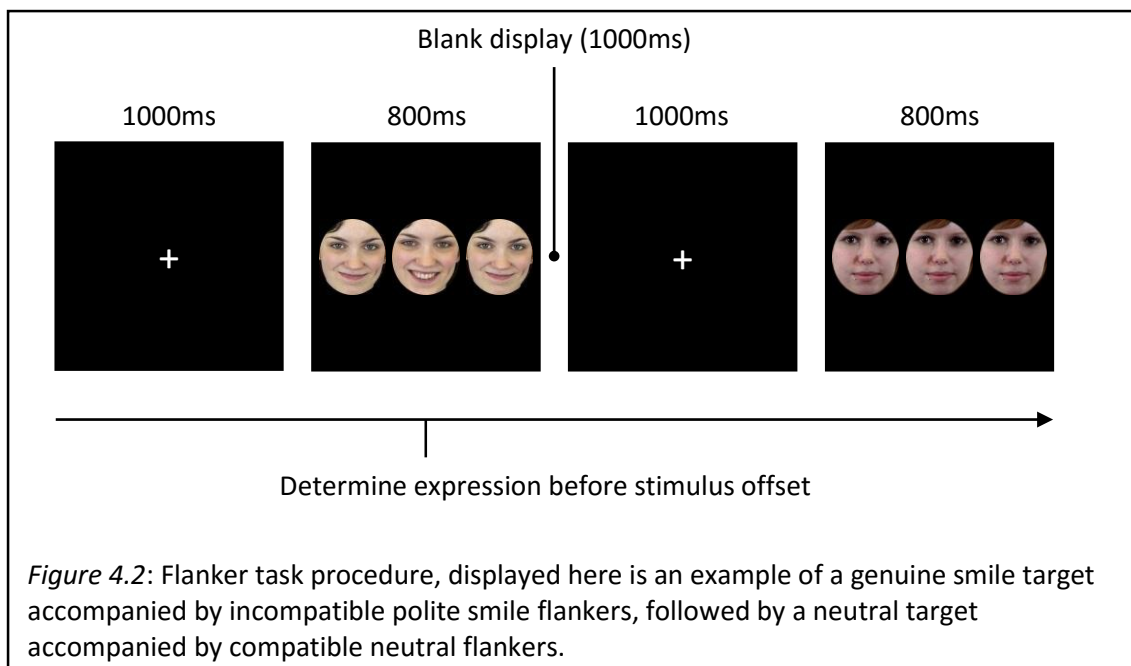 Blank display (1000ms)
1000ms 800ms 1000ms 800ms
Determine expression before stimulus offset
Figure 4.2: Flanker task procedure, displayed here is an example of a genuine smile target
accompanied by incompatible polite smile flankers, followed by a neutral target
accompanied by compatible neutral flankers.